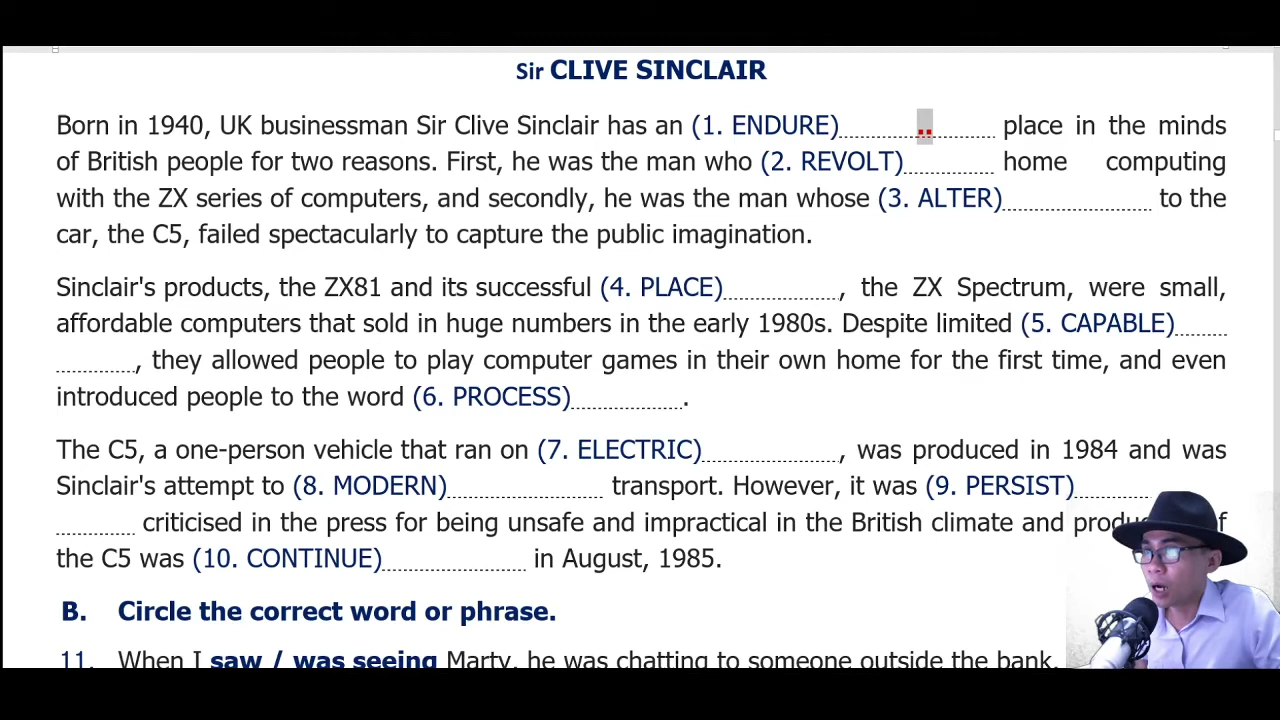 Sir CLIVE SINCLAIR
Born in 1940, UK businessman Sir Clive Sinclair has an (1. ENDURE)............ place in the minds
of British people for two reasons. First, he was the man who (2. REVOLT)............ home computing
with the ZX series of computers, and secondly, he was the man whose (3. ALTER)............ to the
car, the C5, failed spectacularly to capture the public imagination.
Sinclair's products, the ZX81 and its successful (4. PLACE)............, the ZX Spectrum, were small,
affordable computers that sold in huge numbers in the early 1980s. Despite limited (5. CAPABLE)......
............, they allowed people to play computer games in their own home for the first time, and even
introduced people to the word (6. PROCESS).............
The C5, a one-person vehicle that ran on (7. ELECTRIC)............, was produced in 1984 and was
Sinclair's attempt to (8. MODERN)............ transport. However, it was (9. PERSIST)......
............ criticised in the press for being unsafe and impractical in the British climate and
the C5 was (10. CONTINUE)............ in August, 1985.
B. Circle the correct word or phrase.
11. When I saw / was seeing Marty, he was chatting to someone outside the bank.